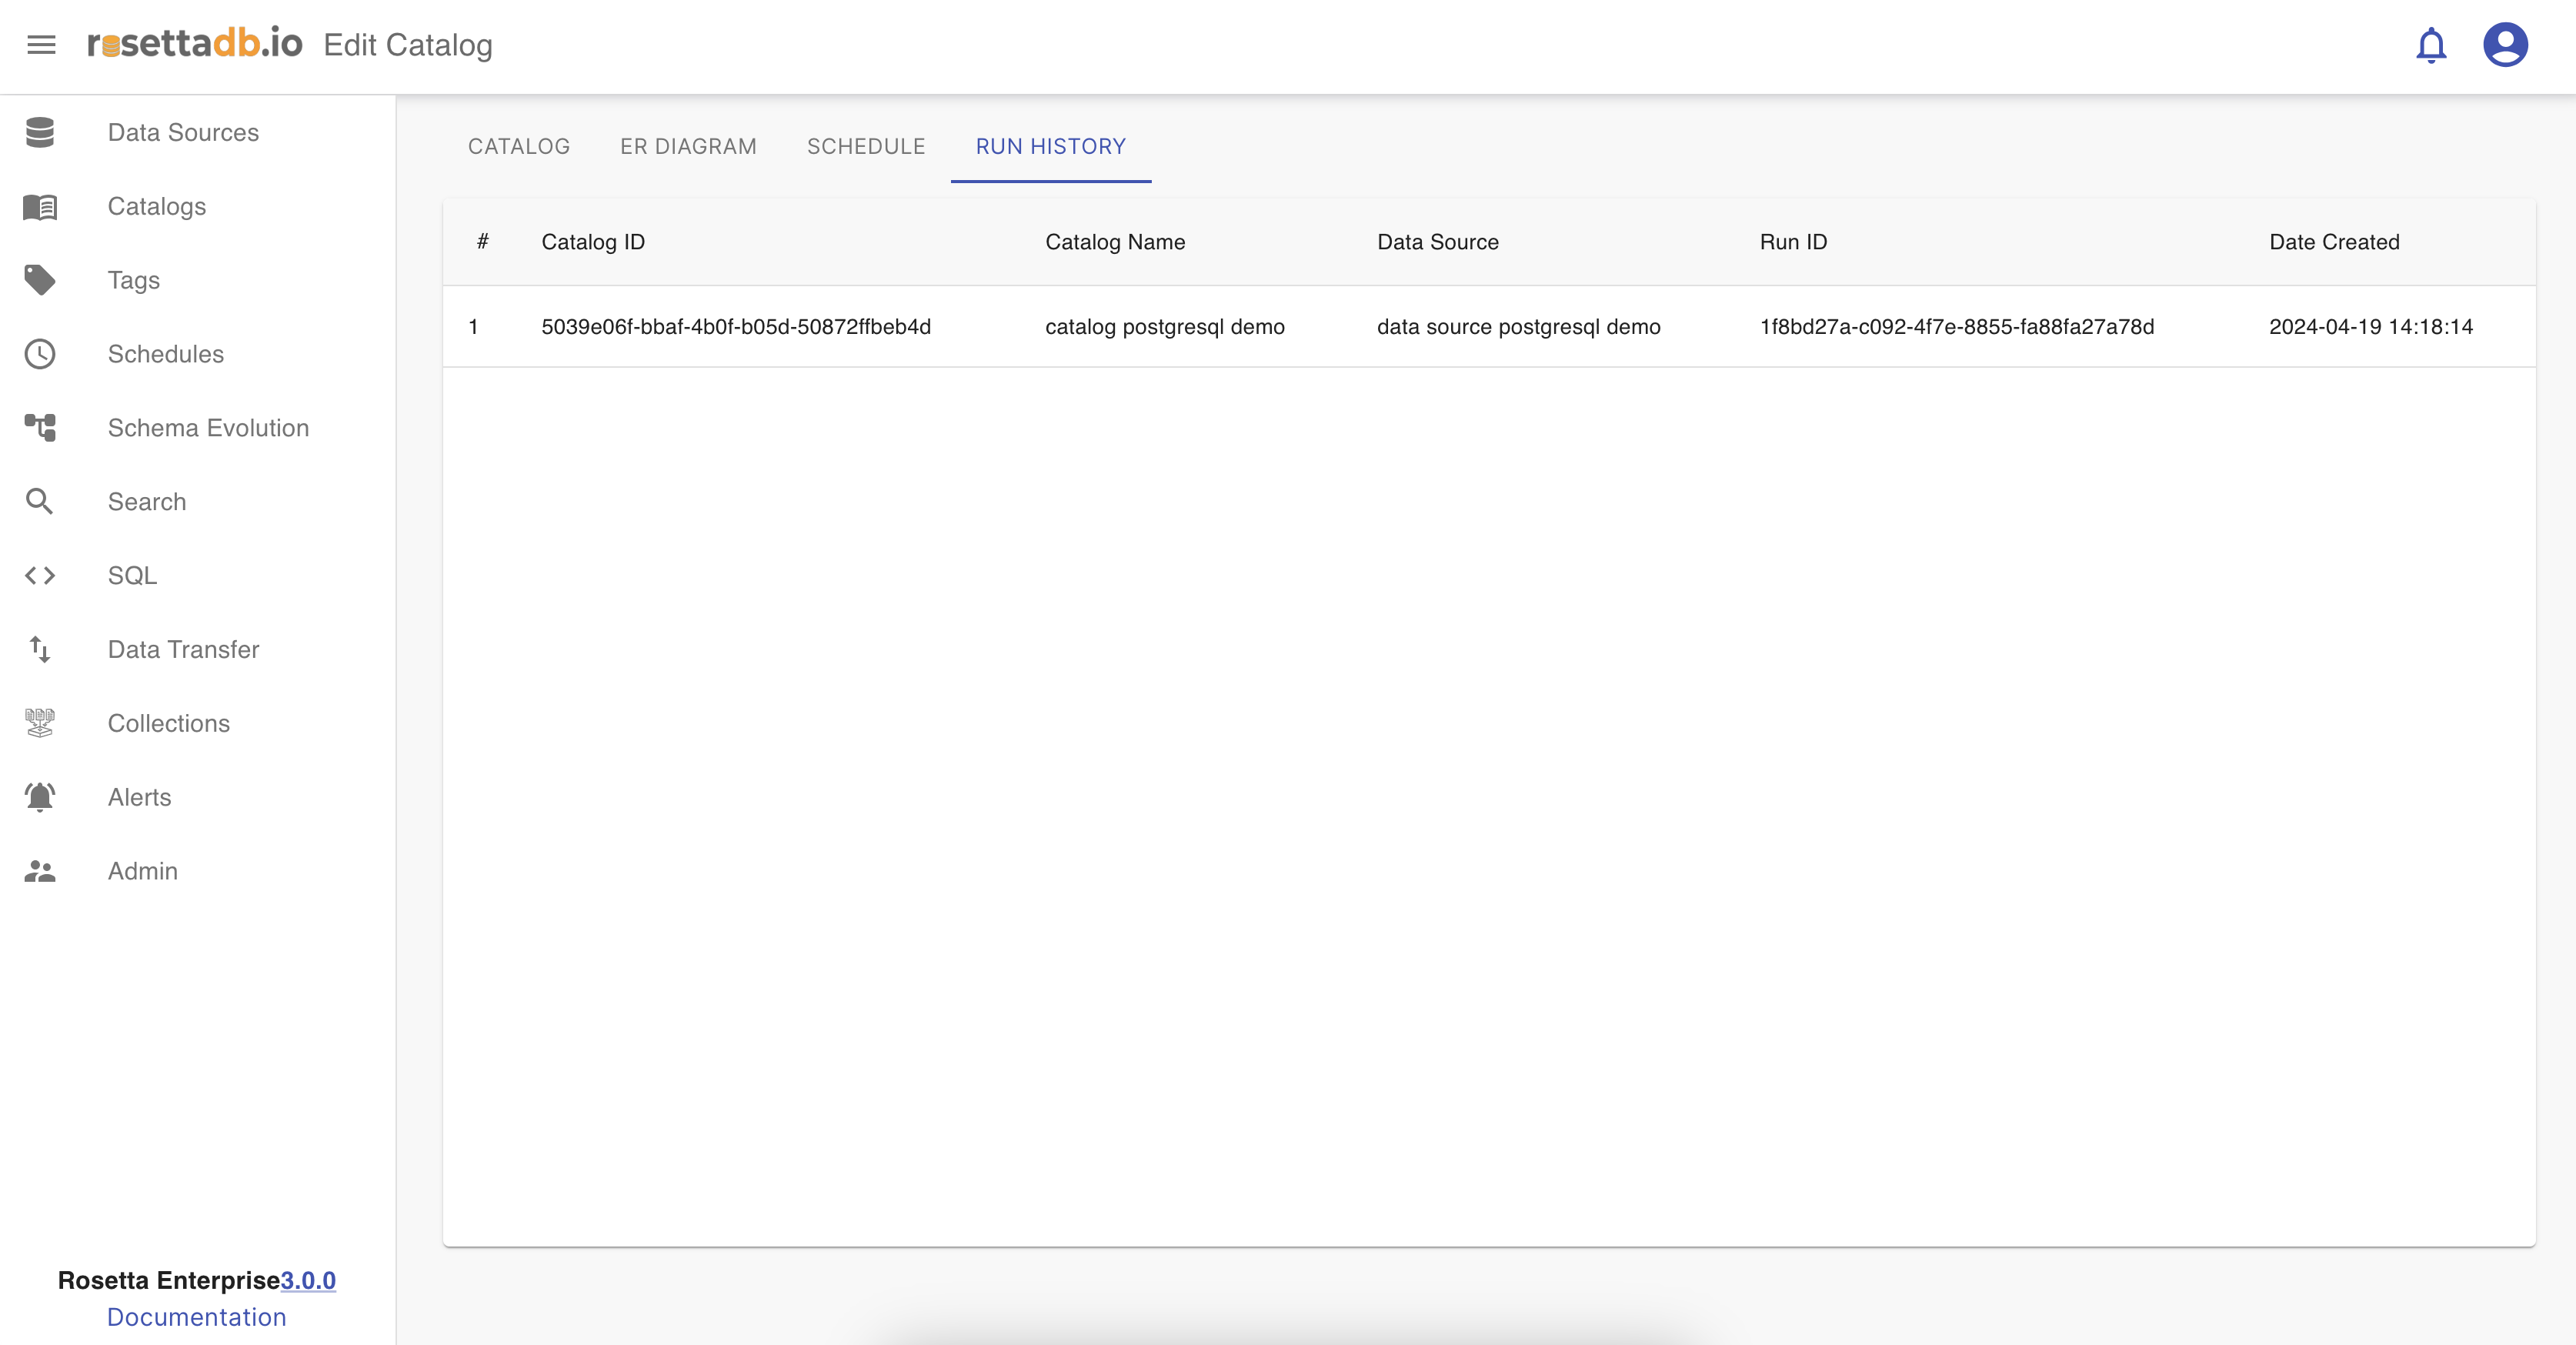 rosettadb.io Edit Catalog
Data Sources
Catalogs
Tags
Schedules
Schema Evolution
Search
SQL
Data Transfer
Collections
Alerts
Admin
Rosetta Enterprise3.0.0
Documentation
CATALOG ER DIAGRAM SCHEDULE RUN HISTORY
# Catalog ID Catalog Name Data Source Run ID Date Created
1 5039e06f-bbaf-4b0f-b05d-50872ffbeb4d catalog postgresql demo data source postgresql demo 1f8bd27a-c092-4f7e-8855-fa88fa27a78d 2024-04-19 14:18:14